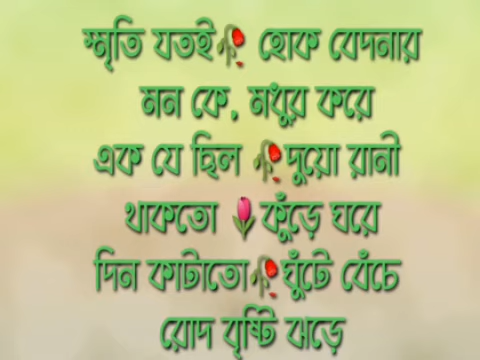 স্মৃতি যতই🥀 হোক বেদনার
মন কে, মধুর করে
এক যে ছিল 🥀দুয়ো রানী
থাকতো 🌷কুঁড়ে ঘরে
দিন কাটাতো🥀ঘুঁটে বেঁচে
রোদ বৃষ্টি ঝড়ে